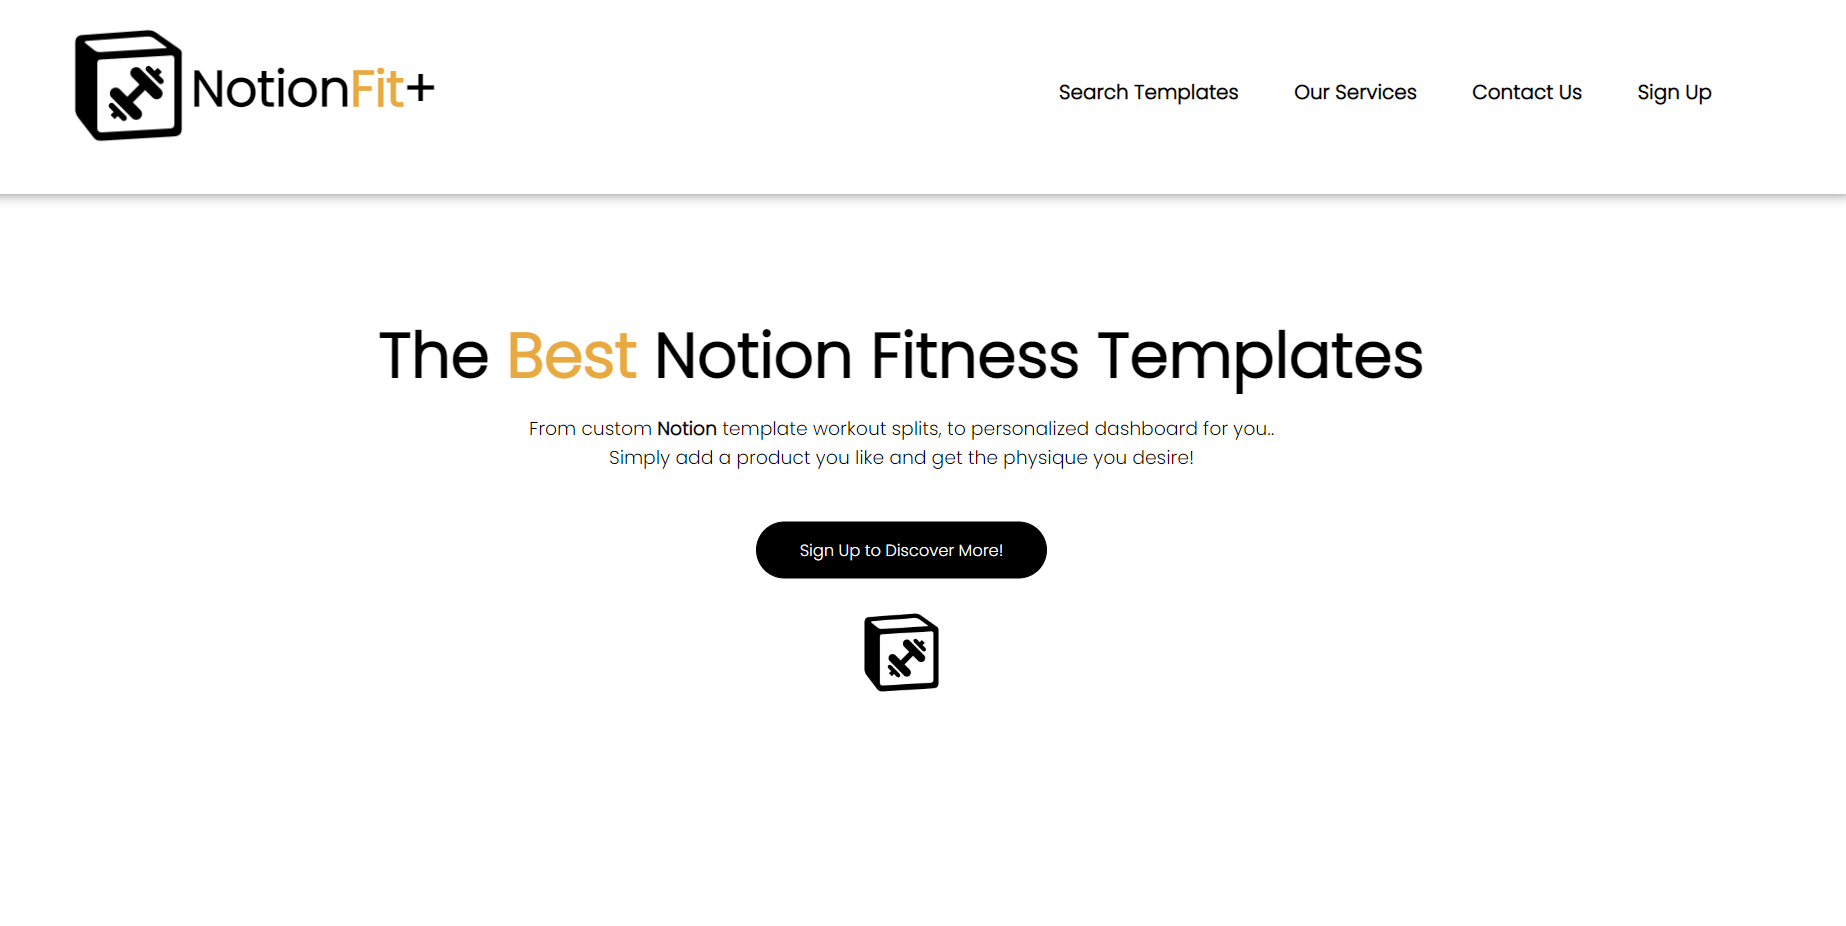 NotionFit+
Search Templates
Our Services
Contact Us
Sign Up
The Best Notion Fitness Templates
From custom Notion template workout splits, to personalized dashboard for you..
Simply add a product you like and get the physique you desire!
Sign Up to Discover More!